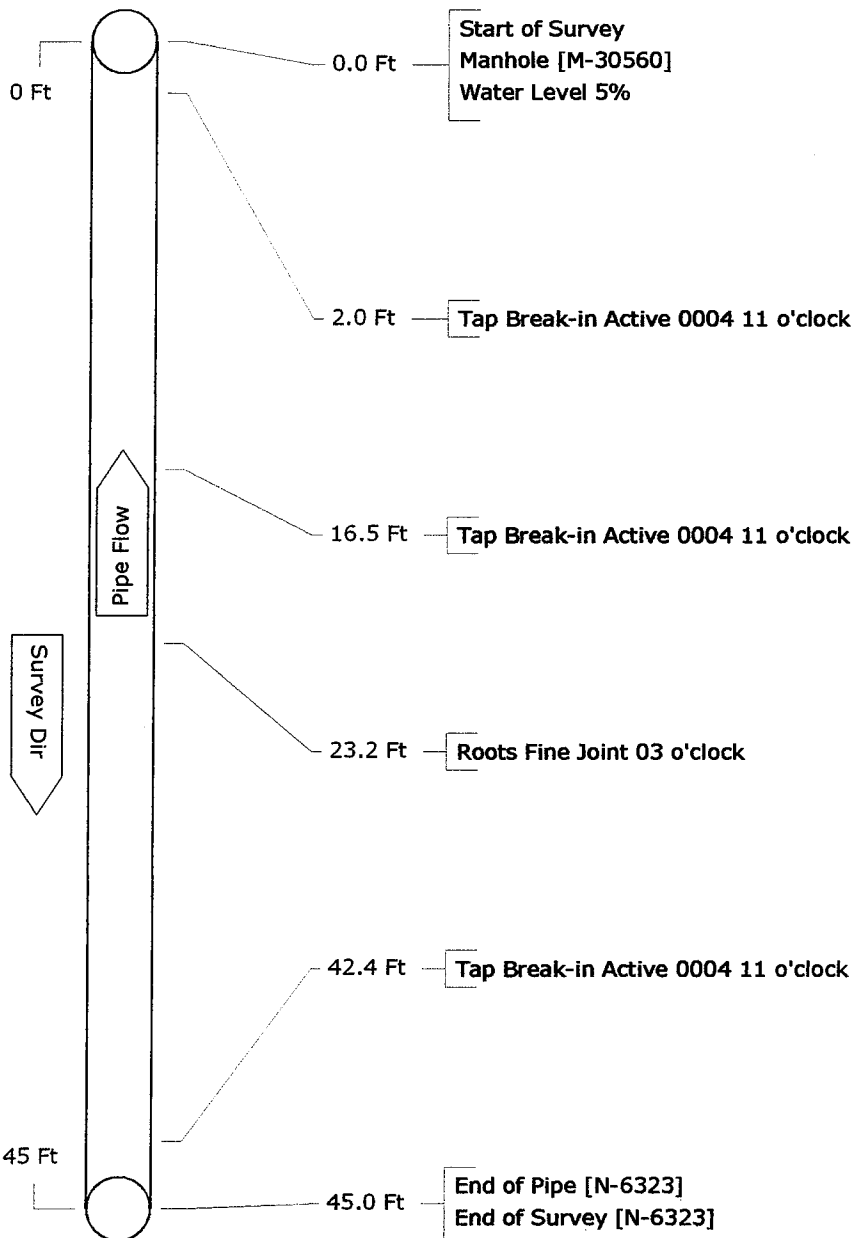 Start of Survey
0.0 Ft
Manhole [M-30560]
0 Ft
Water Level 5%
2.0 Ft
Tap Break-in Active 0004 11 o'clock
Pipe Flow
16.5 Ft
Tap Break-in Active 0004 11 o'clock
Survey Dir
23.2 Ft
Roots Fine Joint 03 o'clock
42.4 Ft
Tap Break-in Active 0004 11 o'clock
45 Ft
45.0 Ft
End of Pipe [N-6323]
End of Survey [N-6323]